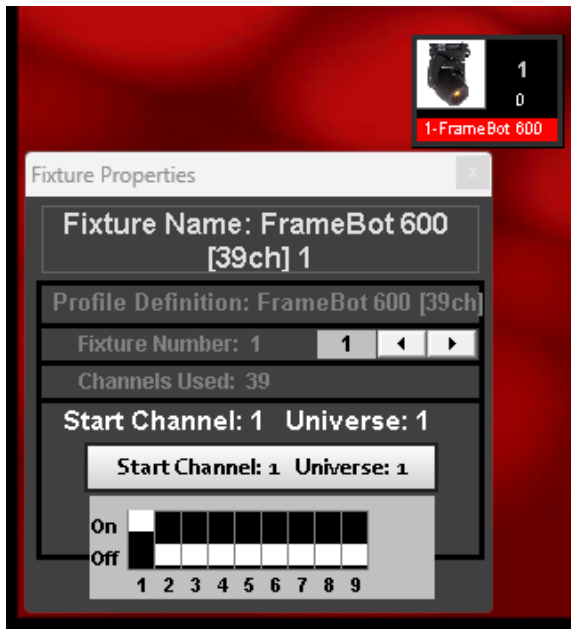 1
0
1-FrameBot 600
Fixture Properties
x
Fixture Name: FrameBot 600
[39ch] 1
Profile Definition: FrameBot 600 [39ch]
Fixture Number: 1 1
Channels Used: 39
Start Channel: 1 Universe: 1
Start Channel: 1 Universe: 1
On
Off
1 2 3 4 5 6 7 8 9